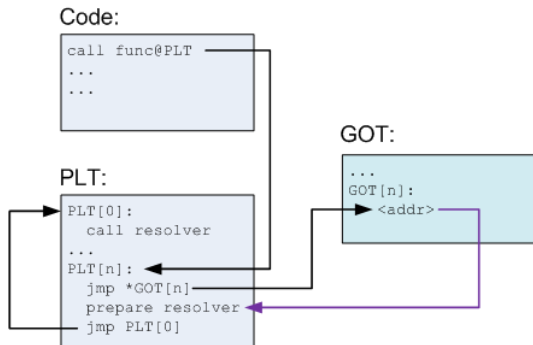 Code:
call func@PLT
...
...
PLT:
PLT[0]:
call resolver
...
PLT[n]:
jmp *GOT[n]
prepare resolver
jmp PLT[0]
GOT:
...
GOT[n]:
<addr>